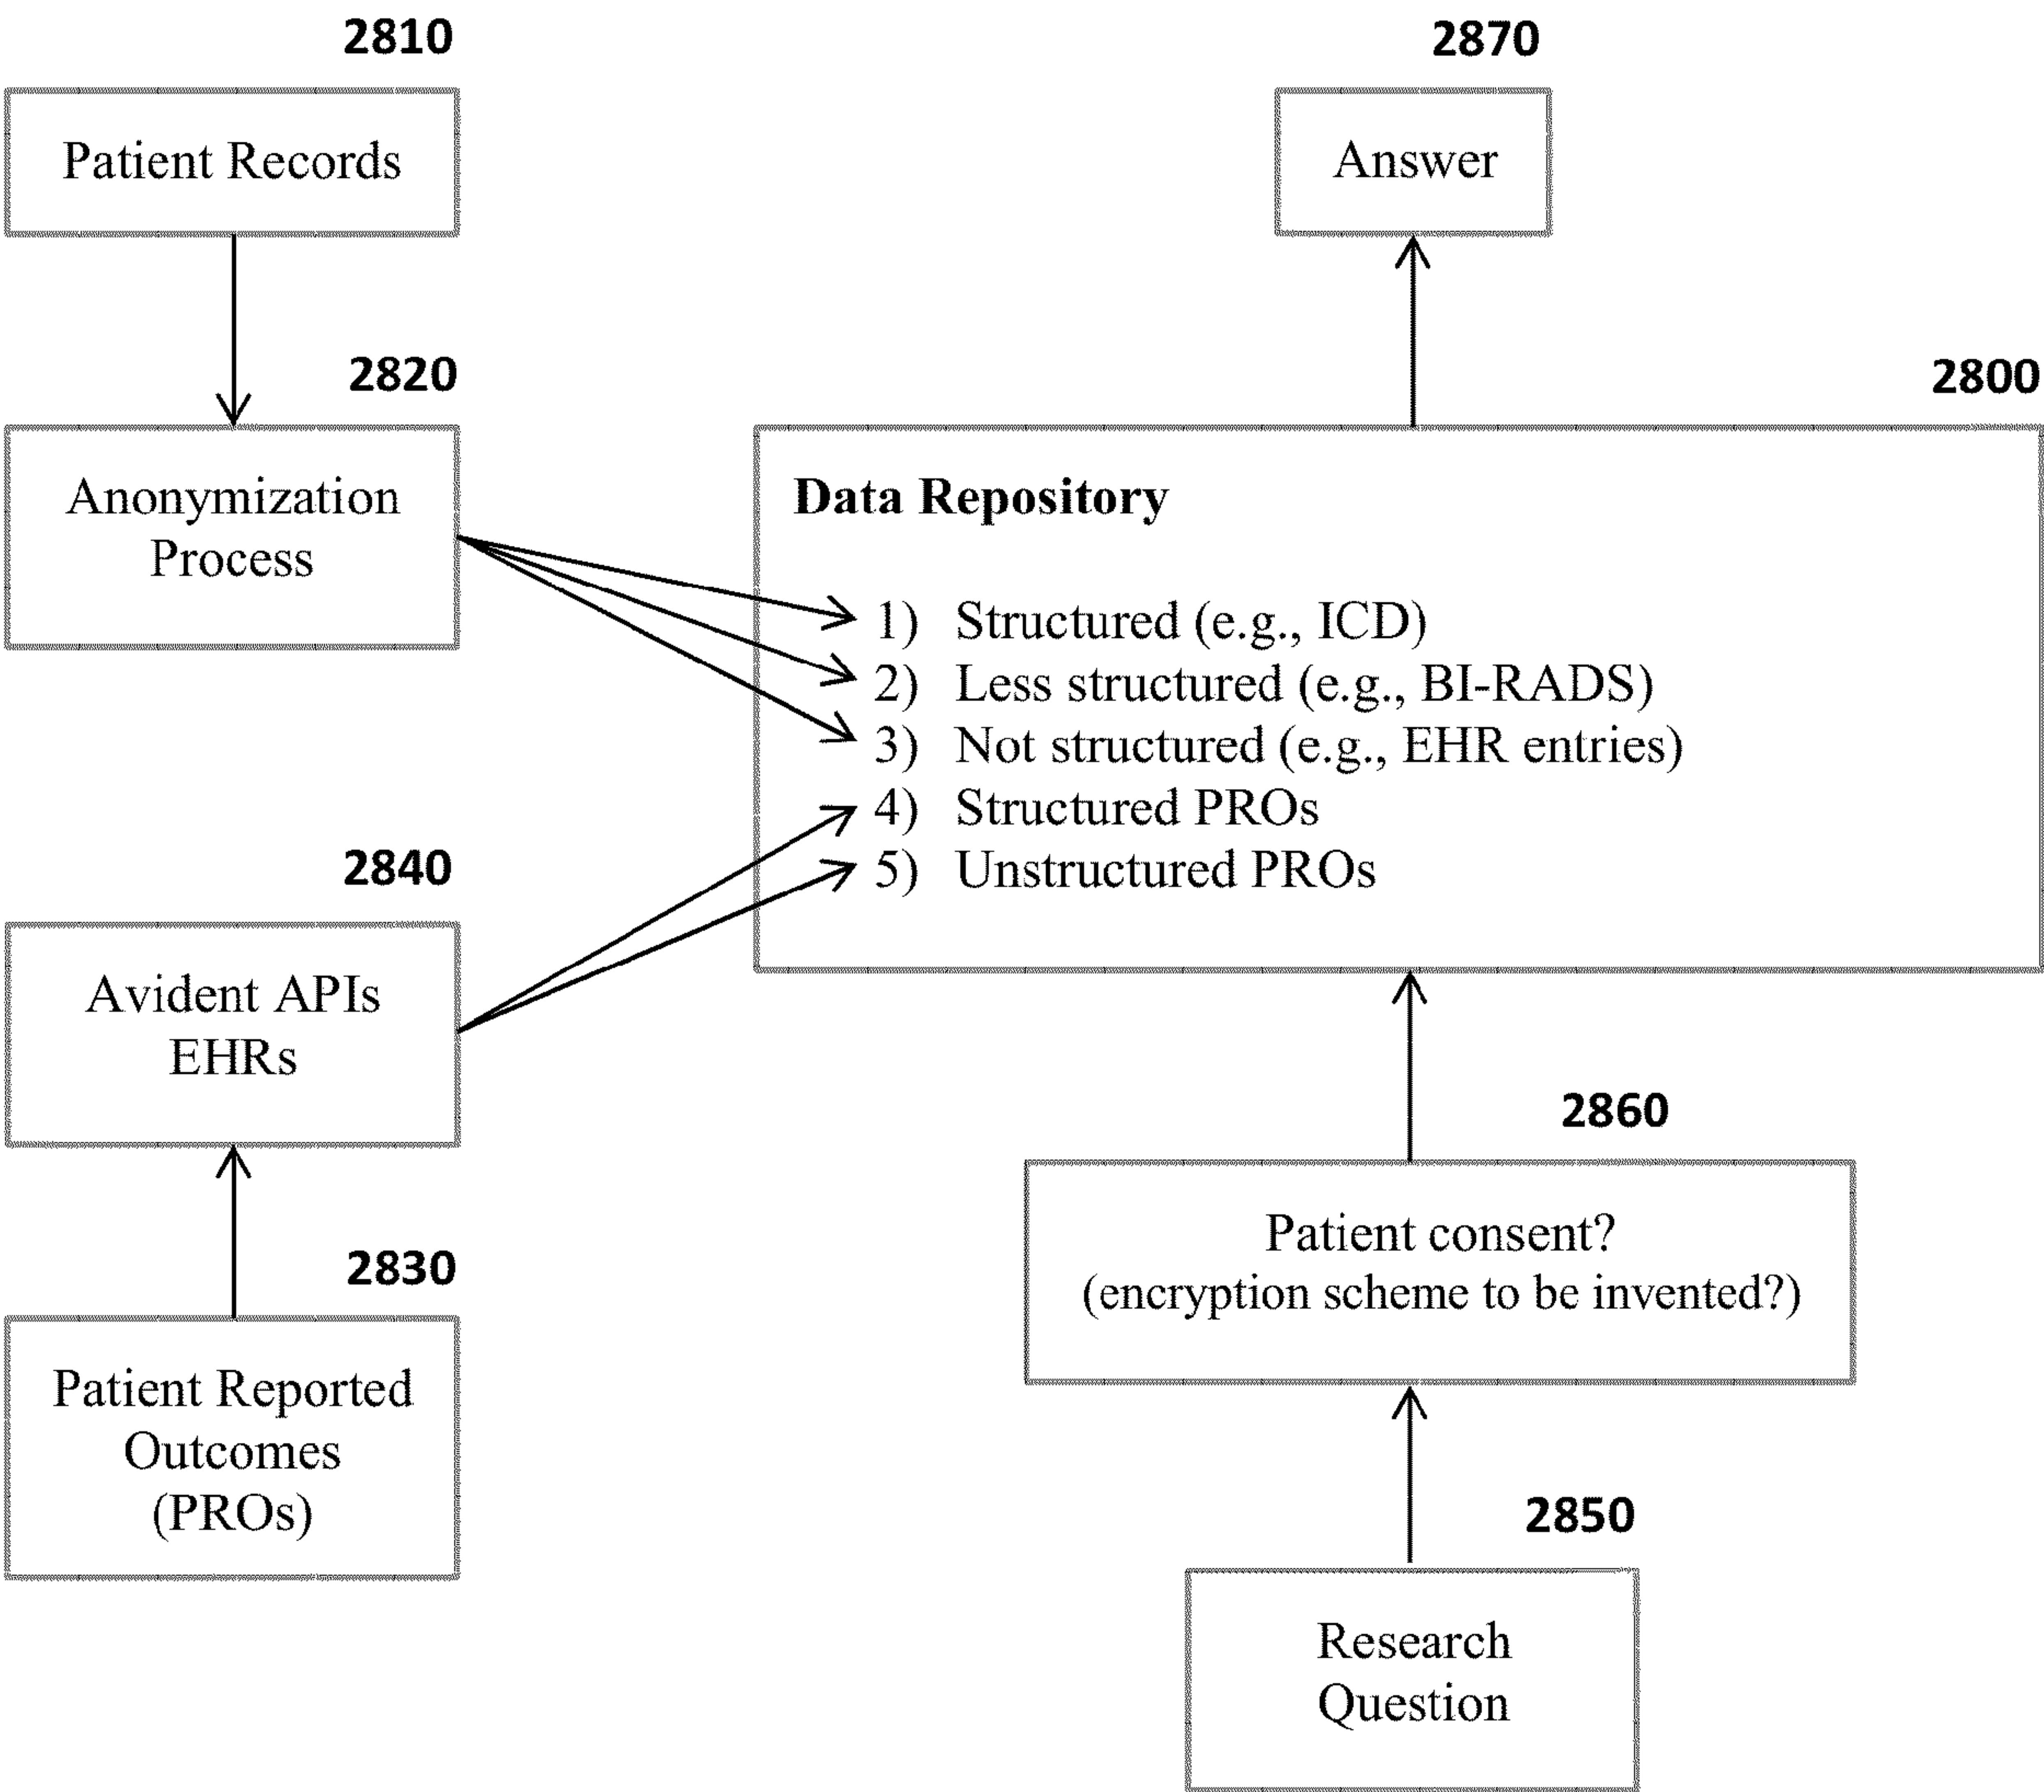 2810
Patient Records
2820
Anonymization
Process
2840
Avident APIs
EHRs
2830
Patient Reported
Outcomes
(PROs)
2870
Answer
2800
Data Repository
1) Structured (e.g., ICD)
2) Less structured (e.g., BI-RADS)
3) Not structured (e.g., EHR entries)
4) Structured PROs
5) Unstructured PROs
2860
Patient consent?
(encryption scheme to be invented?)
2850
Research
Question